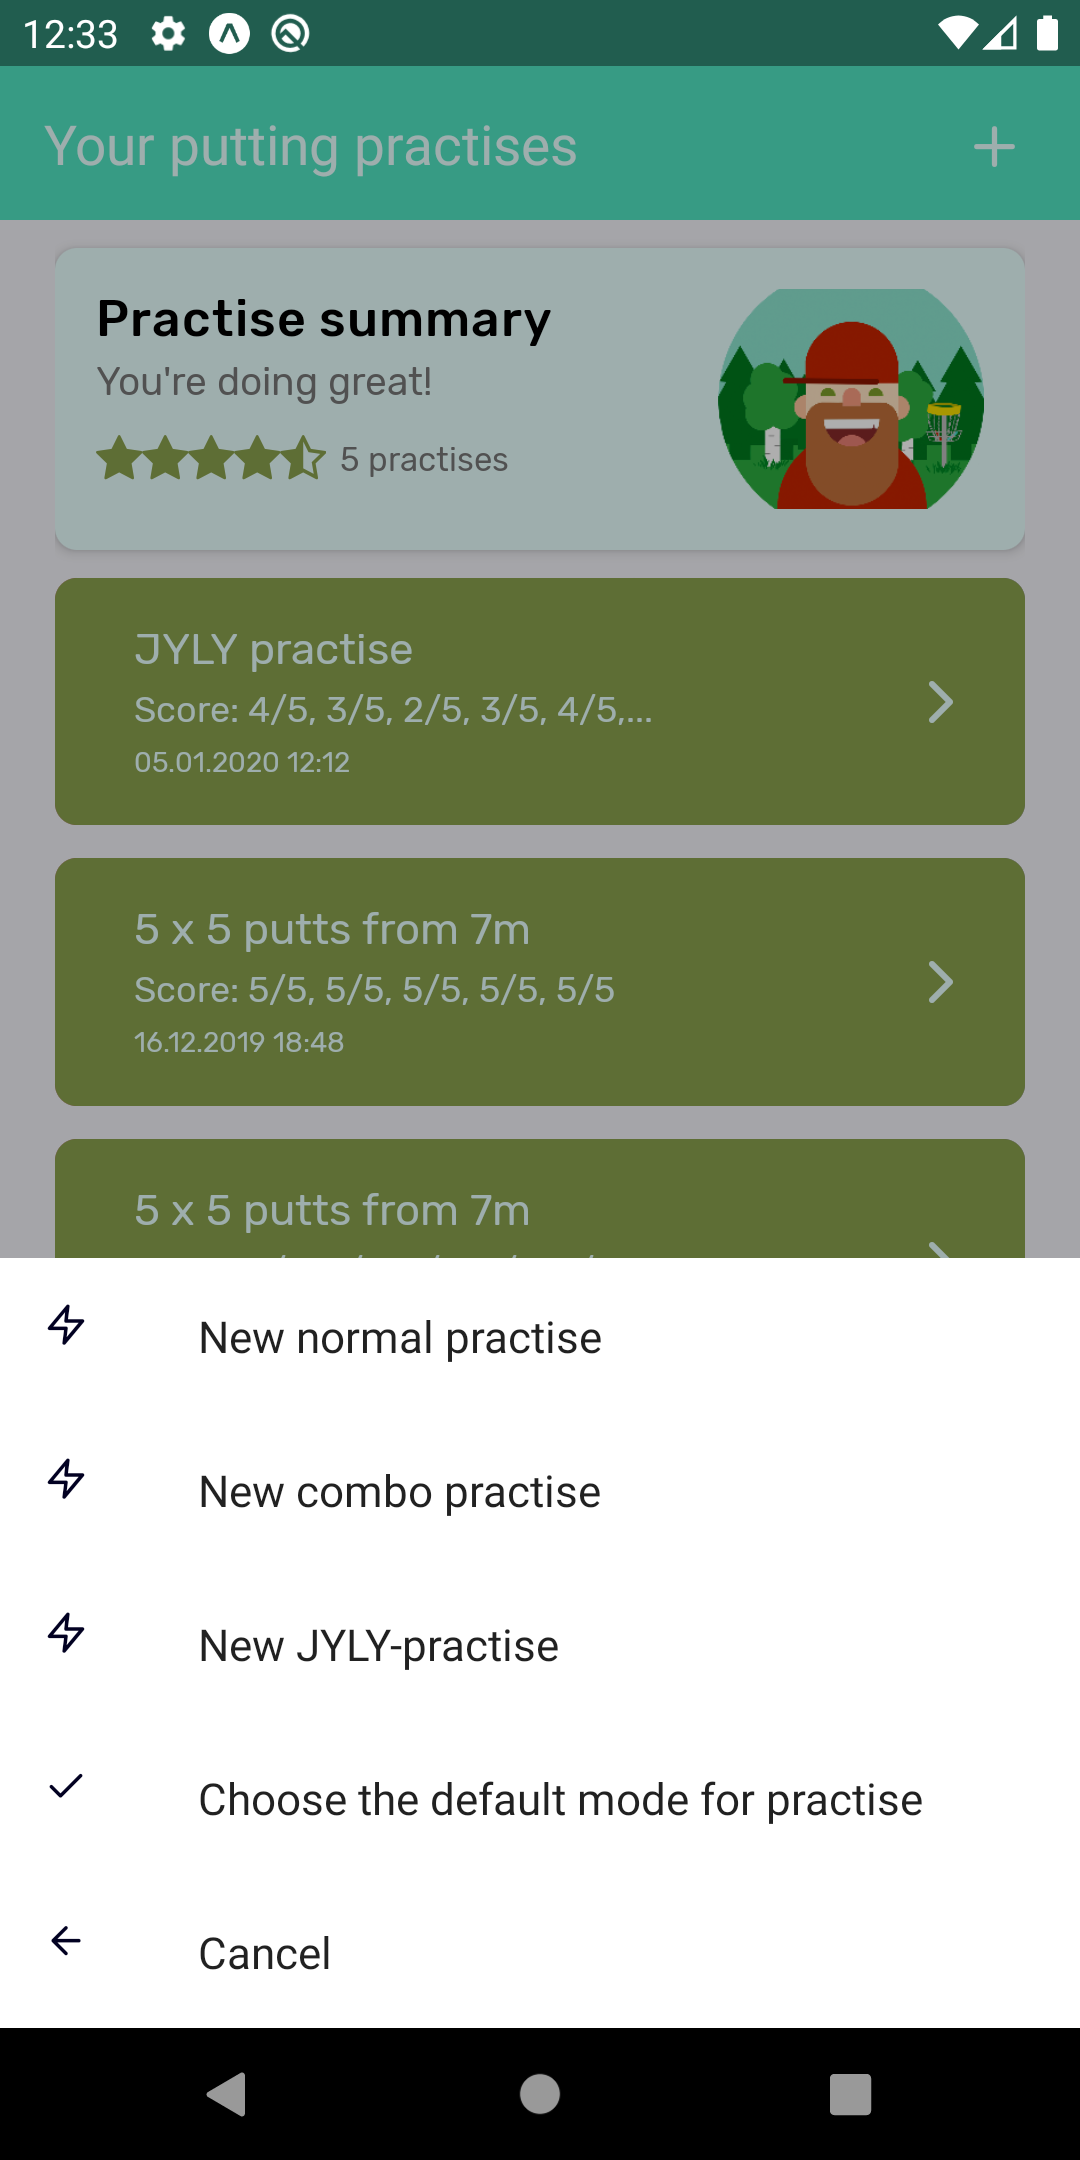 12:33
Your putting practises
Practise summary
You're doing great!
5 practises
JYLY practise
Score: 4/5, 3/5, 2/5, 3/5, 4/5,...
05.01.2020 12:12
5 x 5 putts from 7m
Score: 5/5, 5/5, 5/5, 5/5, 5/5
16.12.2019 18:48
5 x 5 putts from 7m
New normal practise
New combo practise
New JYLY-practise
Choose the default mode for practise
Cancel